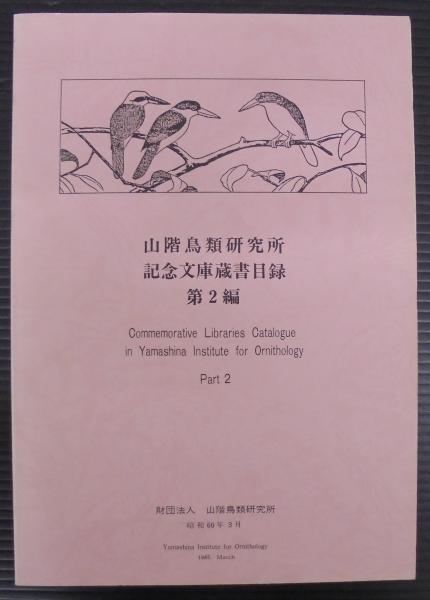 山階鳥類研究所
記念文庫蔵書目録
第2編
Commemorative Libraries Catalogue
in Yamashina Institute for Ornithology
Part 2
財団法人 山階鳥類研究所
昭和60年3月
Yamashina Institute for Ornithology
1985. March